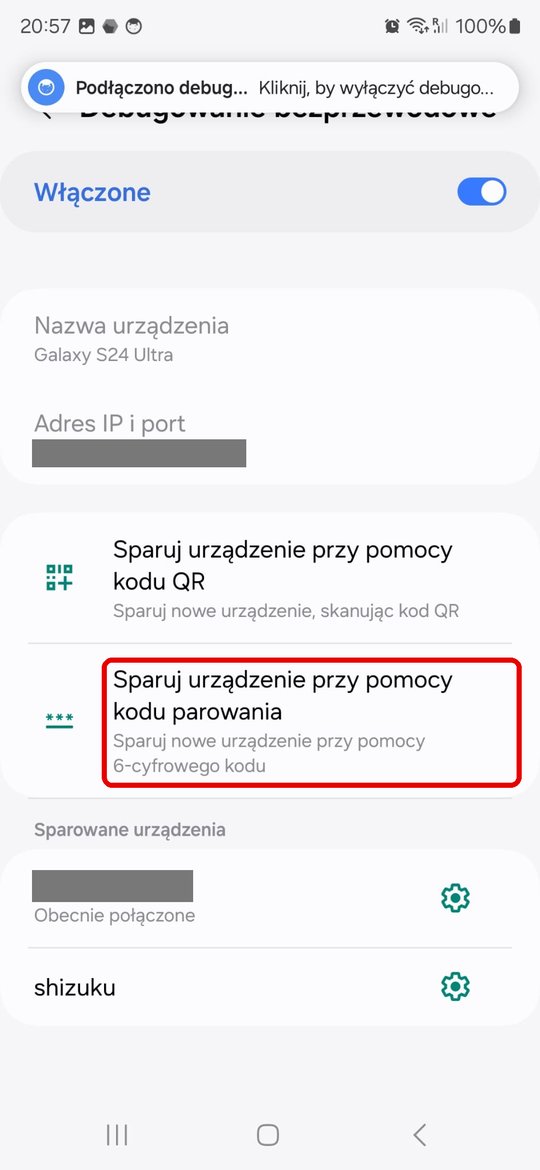 20:57
100%
Podłączono debug... Kliknij, by wyłączyć debugo...
Debugowanie bezprzewodowe
Włączone
Nazwa urządzenia
Galaxy S24 Ultra
Adres IP i port
Sparuj urządzenie przy pomocy
kodu QR
Sparuj nowe urządzenie, skanując kod QR
***
Sparuj urządzenie przy pomocy
kodu parowania
Sparuj nowe urządzenie przy pomocy
6-cyfrowego kodu
Sparowane urządzenia
Obecnie połączone
shizuku